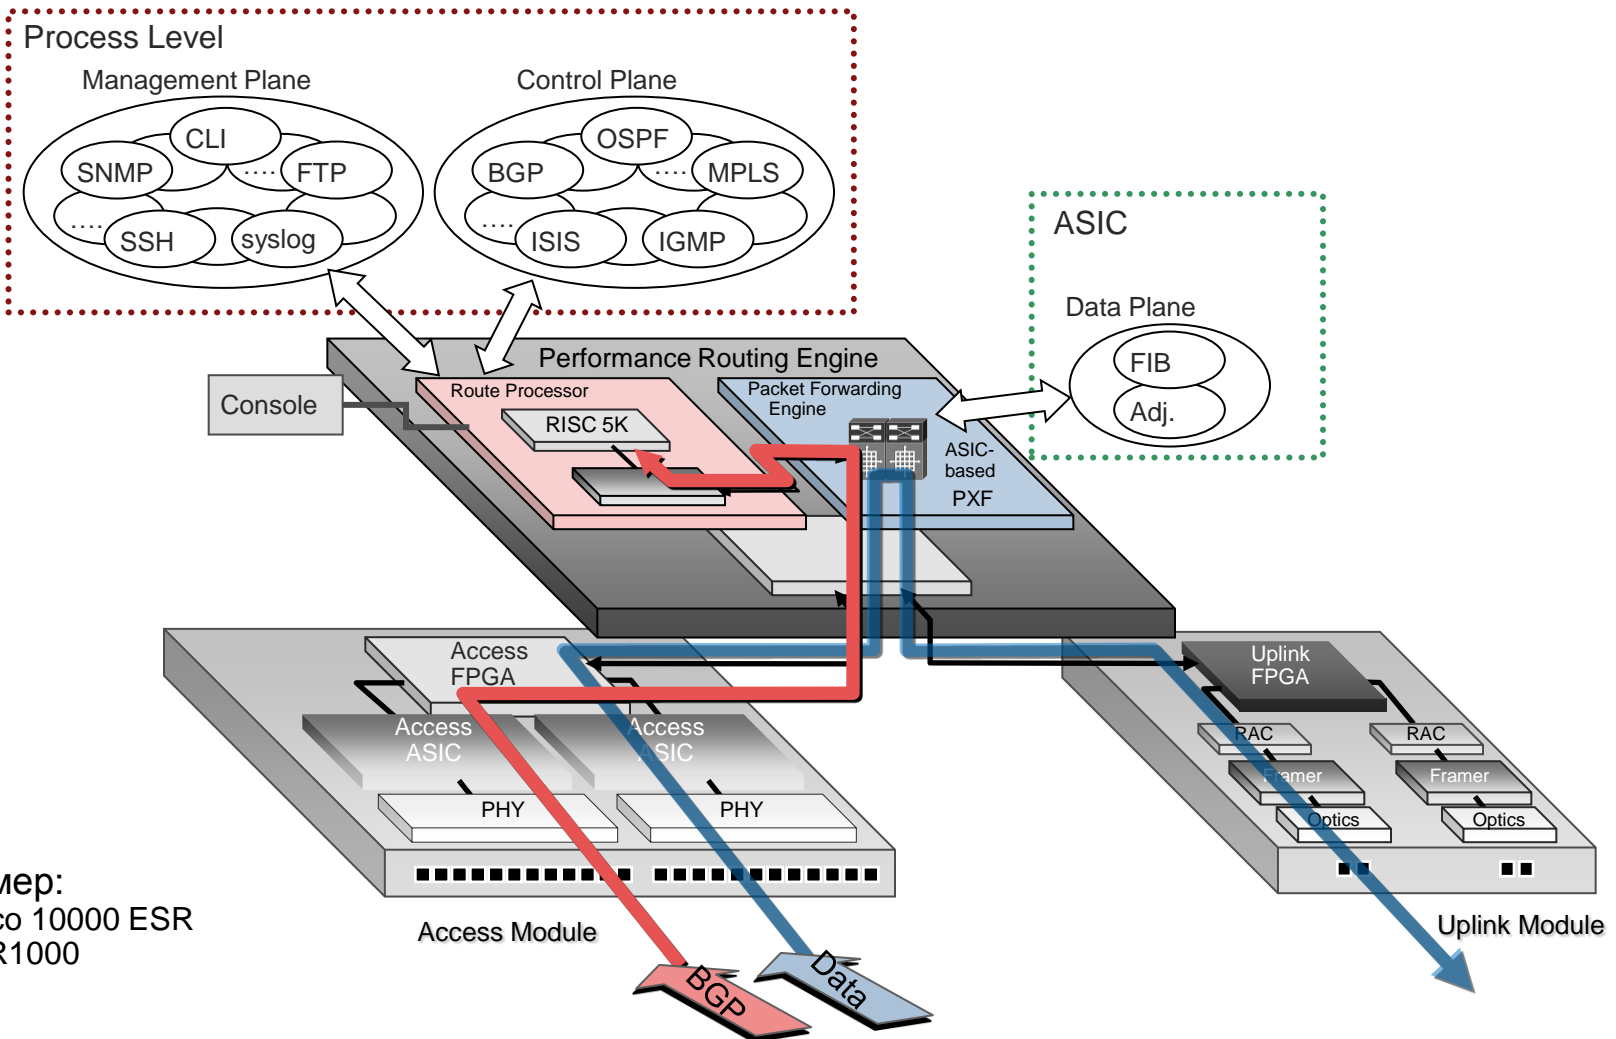 Process Level
Management Plane
Control Plane
CLI
SNMP
....
FTP
....
SSH
syslog
OSPF
BGP
....
MPLS
....
ISIS
IGMP
ASIC
Data Plane
FIB
Adj.
Performance Routing Engine
Console
Route Processor
RISC 5K
Packet Forwarding
Engine
ASIC-
based
PXF
Access
FPGA
Access
ASIC
Access
ASIC
PHY
PHY
Uplink
FPGA
RAC
RAC
Framer
Framer
Optics
Optics
Access Module
Uplink Module
BGP
Data
мер:
co 10000 ESR
R1000